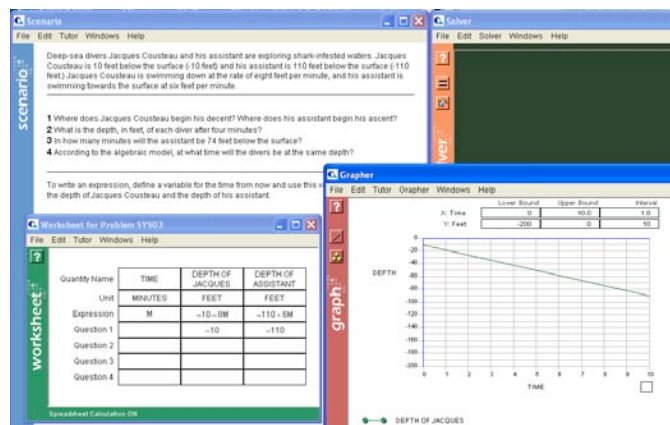 Scenario
File Edit Tutor Windows Help
scenario
Deep-sea divers Jacques Cousteau and his assistant are exploring shark-infested waters. Jacques
Cousteau is 10 feet below the surface (-10 feet) and his assistant is 110 feet below the surface (-110
feet.) Jacques Cousteau is swimming down at the rate of eight feet per minute, and his assistant is
swimming towards the surface at six feet per minute.
1 Where does Jacques Cousteau begin his decent? Where does his assistant begin his ascent?
2 What is the depth, in feet, of each diver after four minutes?
3 In how many minutes will the assistant be 74 feet below the surface?
4 According to the algebraic model, at what time will the divers be at the same depth?
To write an expression, define a variable for the time from now and use this v
the depth of Jacques Cousteau and the depth of his assistant.
Solver
File Edit Solver Windows Help
lver
Worksheet for Problem SYS03
File Edit Tutor Windows Help
worksheet
Quantity Name TIME DEPTH OF JACQUES DEPTH OF ASSISTANT
Unit MINUTES FEET FEET
Expression M -10-8M -110+6M
Question 1 -10 -110
Question 2
Question 3
Question 4
Spreadsheet Calculation ON
Grapher
File Edit Tutor Grapher Windows Help
graph
Lower Bound Upper Bound Interval
X: Time 0 10.0 1.0
Y: Feet -200 0 10
DEPTH
0
-20
-40
-60
-80
-100
-120
-140
-160
-180
-200
0 1 2 3 4 5 6 7 8 9 10
TIME
DEPTH OF JACQUES